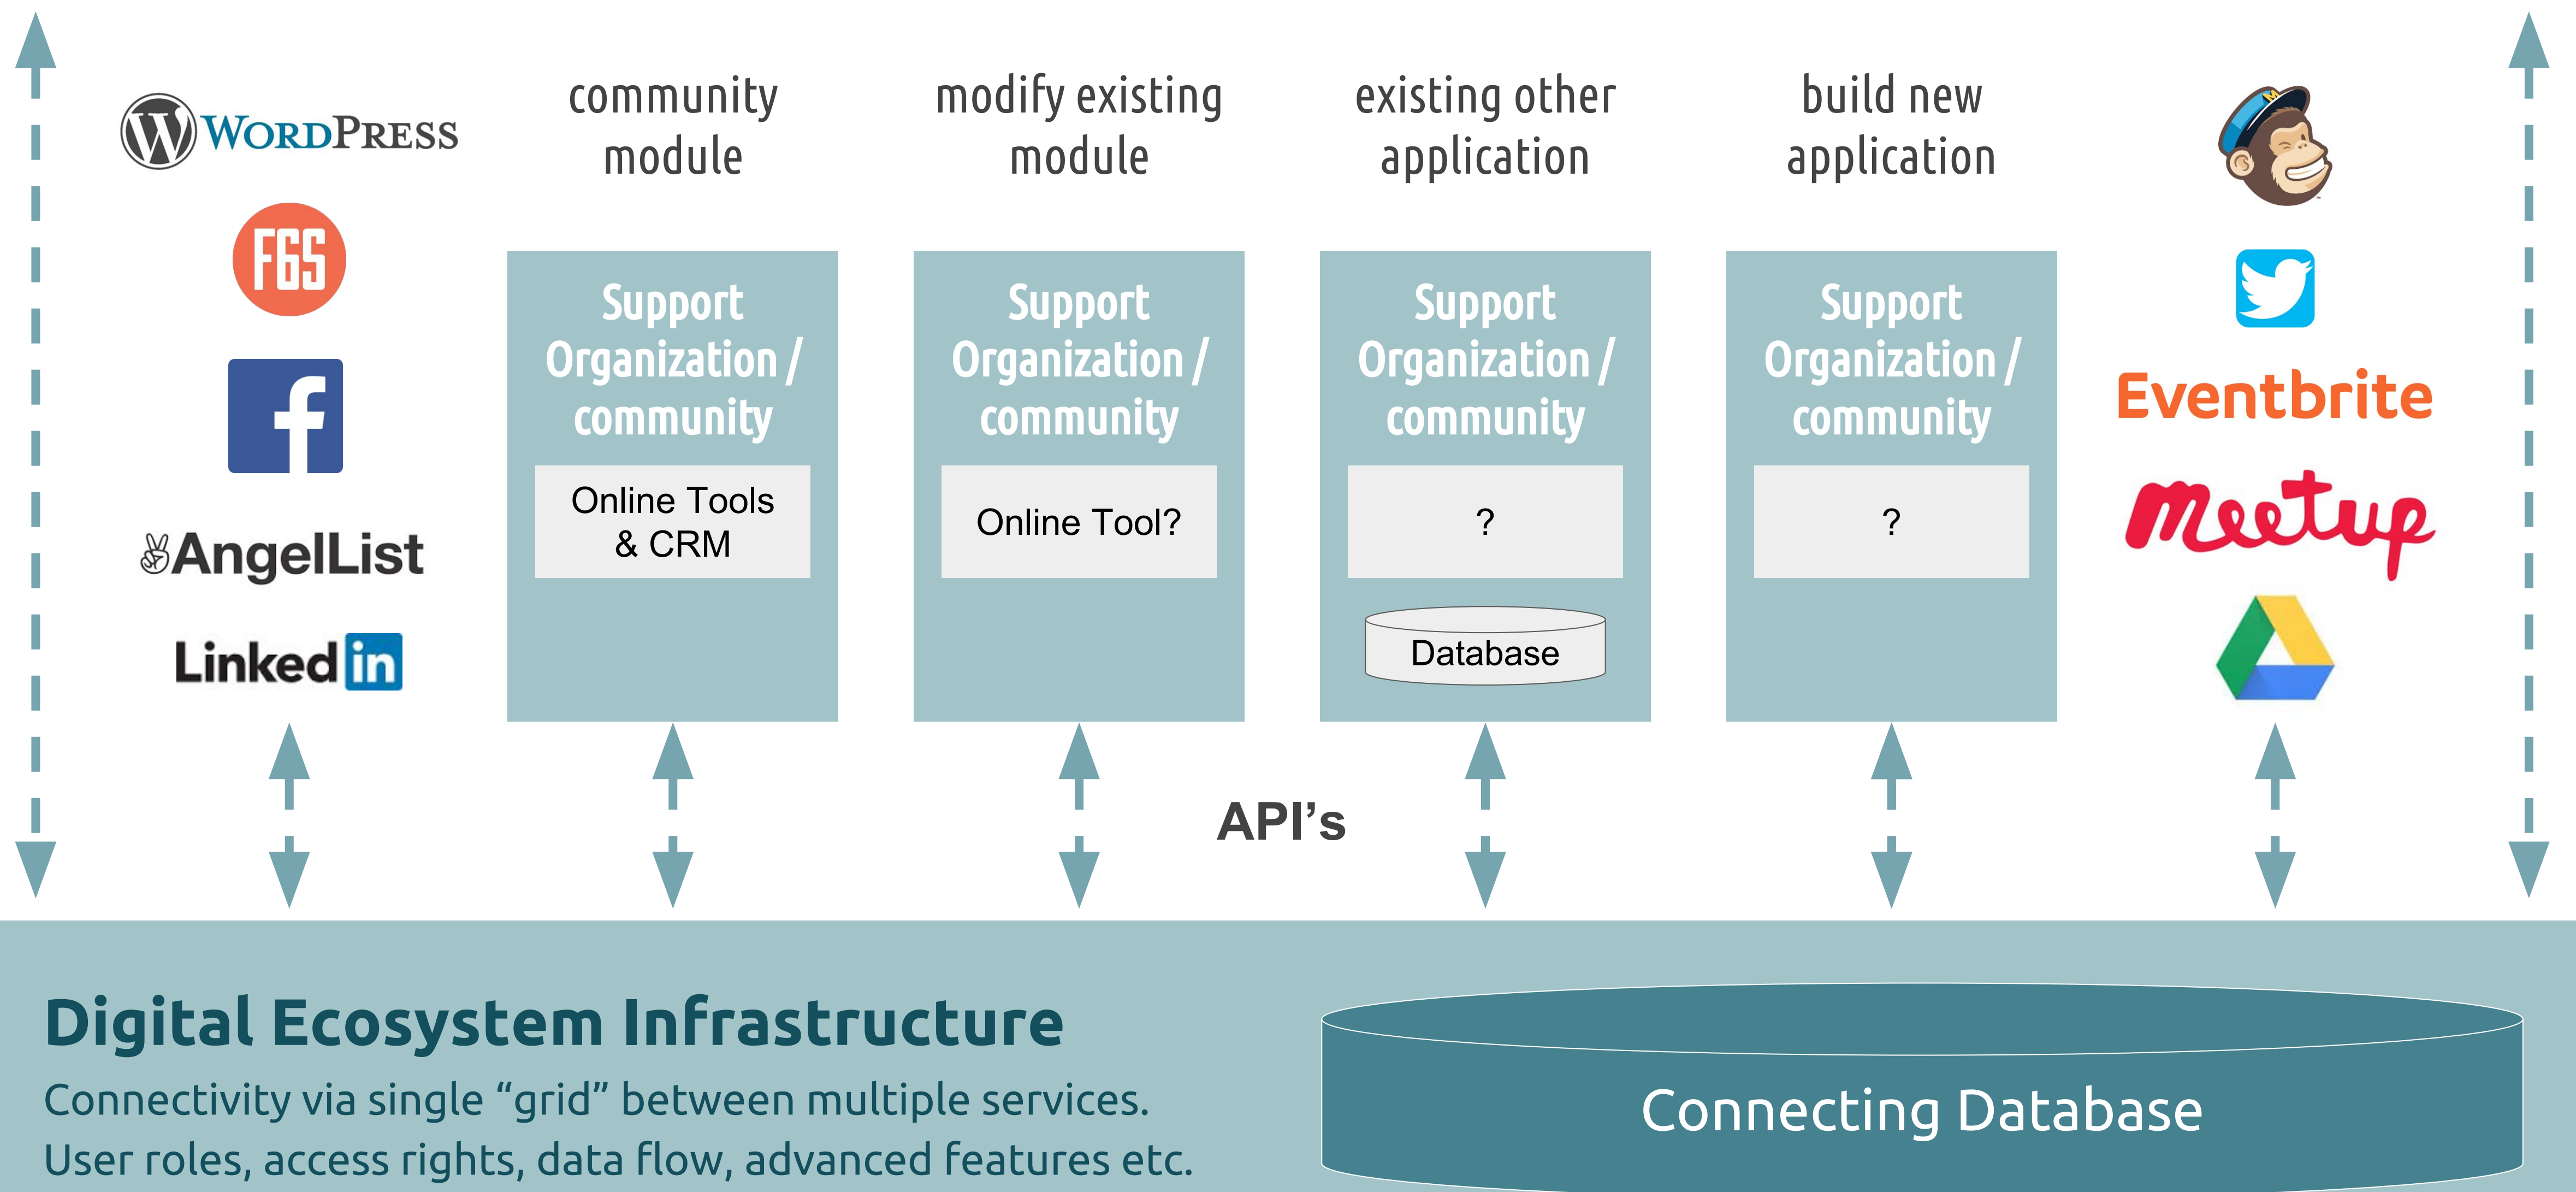 WORDPRESS
F6S
f
AngelList
Linked in
community
module
modify existing
module
existing other
application
build new
application
Support
Organization /
community
Online Tools
& CRM
Support
Organization /
community
Online Tool?
Support
Organization /
community
?
Database
Support
Organization /
community
?
Eventbrite
Meetup
API's
Digital Ecosystem Infrastructure
Connectivity via single “grid” between multiple services.
User roles, access rights, data flow, advanced features etc.
Connecting Database